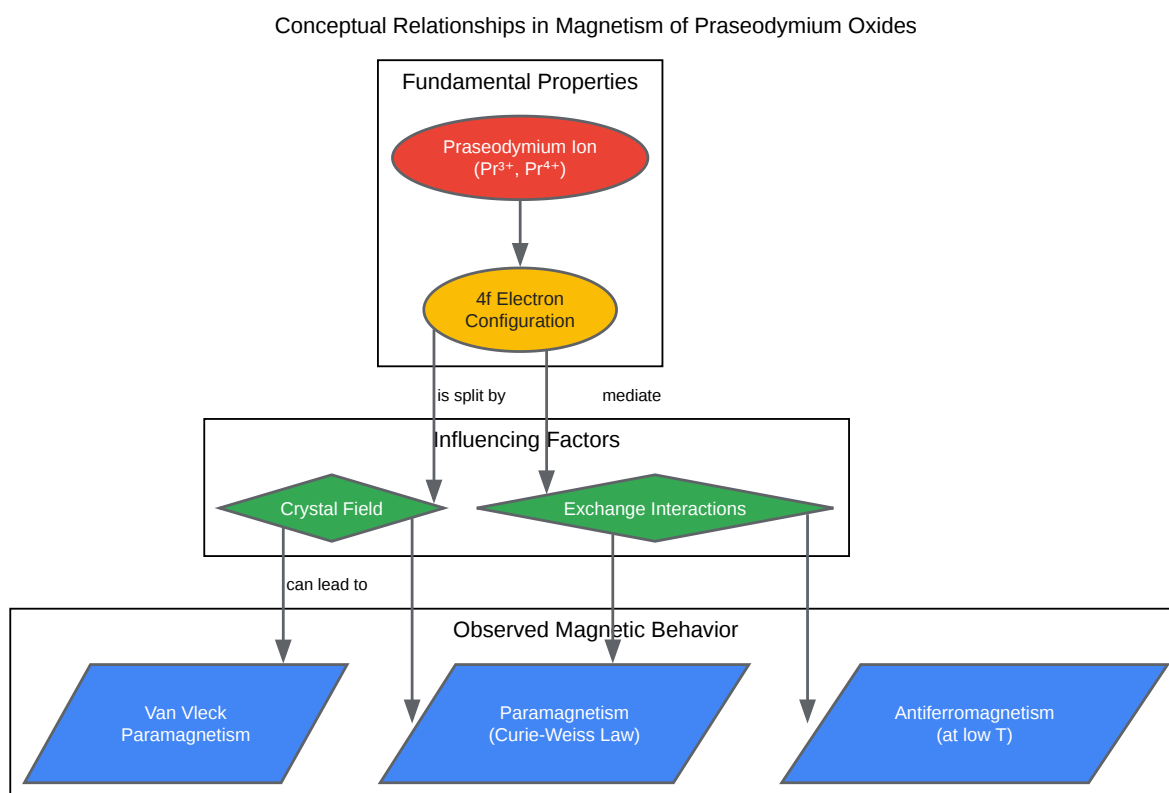 Conceptual Relationships in Magnetism of Praseodymium Oxides
Fundamental Properties
Praseodymium Ion
(Pr³⁺, Pr⁴⁺)
4f Electron
Configuration
is split by
mediate
Influencing Factors
Crystal Field
Exchange Interactions
can lead to
Observed Magnetic Behavior
Van Vleck
Paramagnetism
Paramagnetism
(Curie-Weiss Law)
Antiferromagnetism
(at low T)